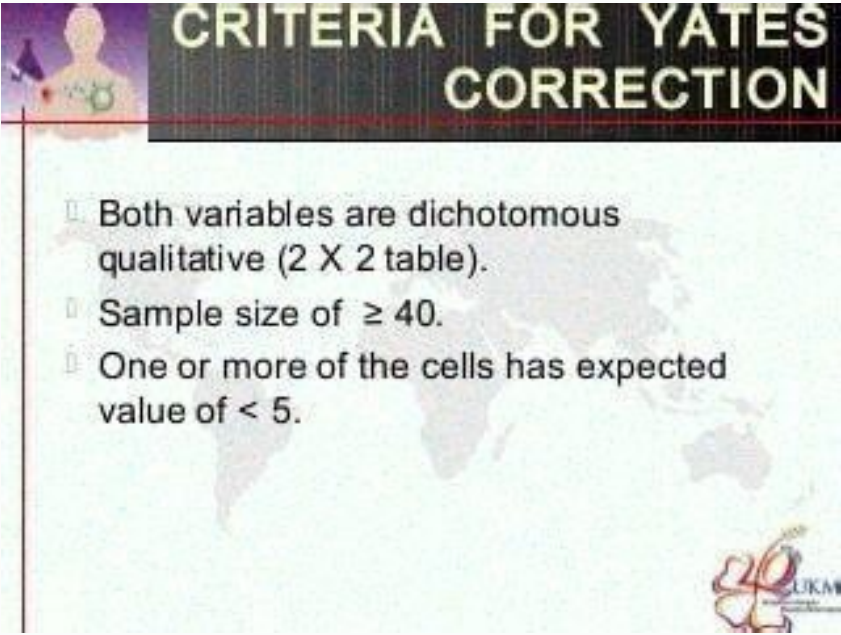 CRITERIA FOR YATES
CORRECTION
Both variables are dichotomous
qualitative (2 X 2 table).
Sample size of ≥ 40.
One or more of the cells has expected
value of < 5.
UKM